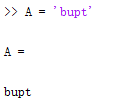 >> A = 'bupt'
A =
bupt